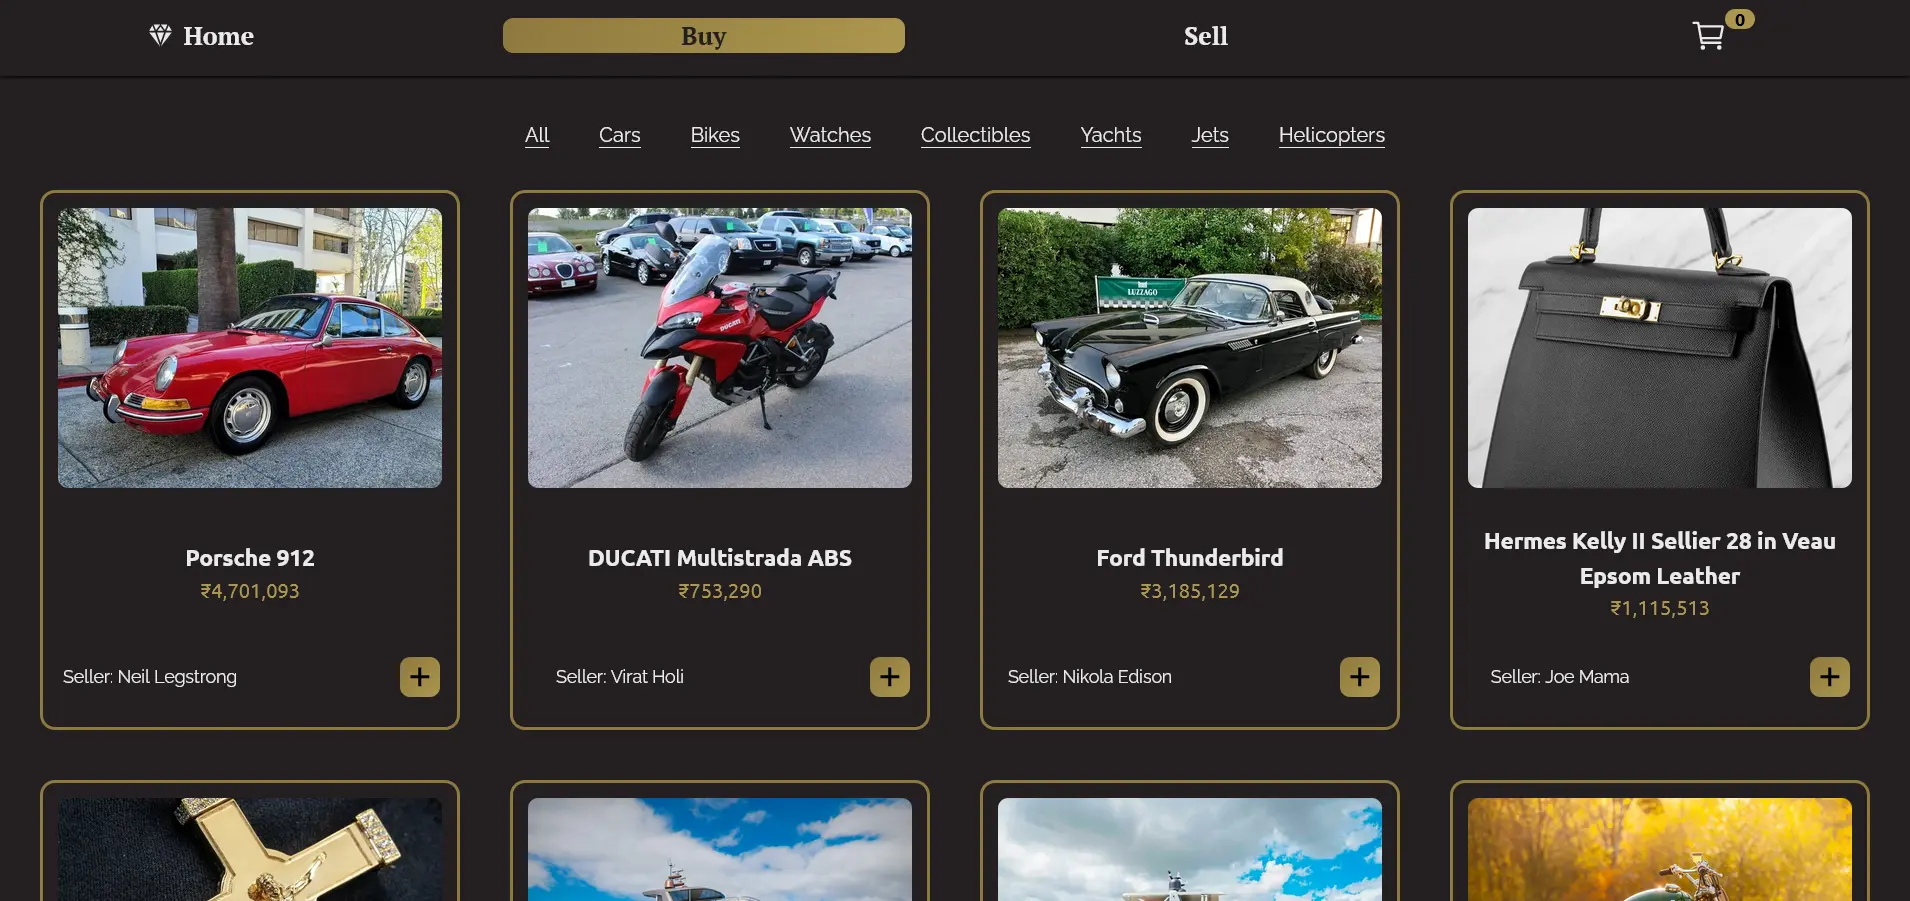 Home
Buy
Sell
0
All
Cars
Bikes
Watches
Collectibles
Yachts
Jets
Helicopters
LUZZAGO
DUCATI
Porsche 912
₹4,701,093
Seller: Neil Legstrong
DUCATI Multistrada ABS
₹753,290
Seller: Virat Holi
Ford Thunderbird
₹3,185,129
Seller: Nikola Edison
Hermes Kelly II Sellier 28 in Veau
Epsom Leather
₹1,115,513
Seller: Joe Mama